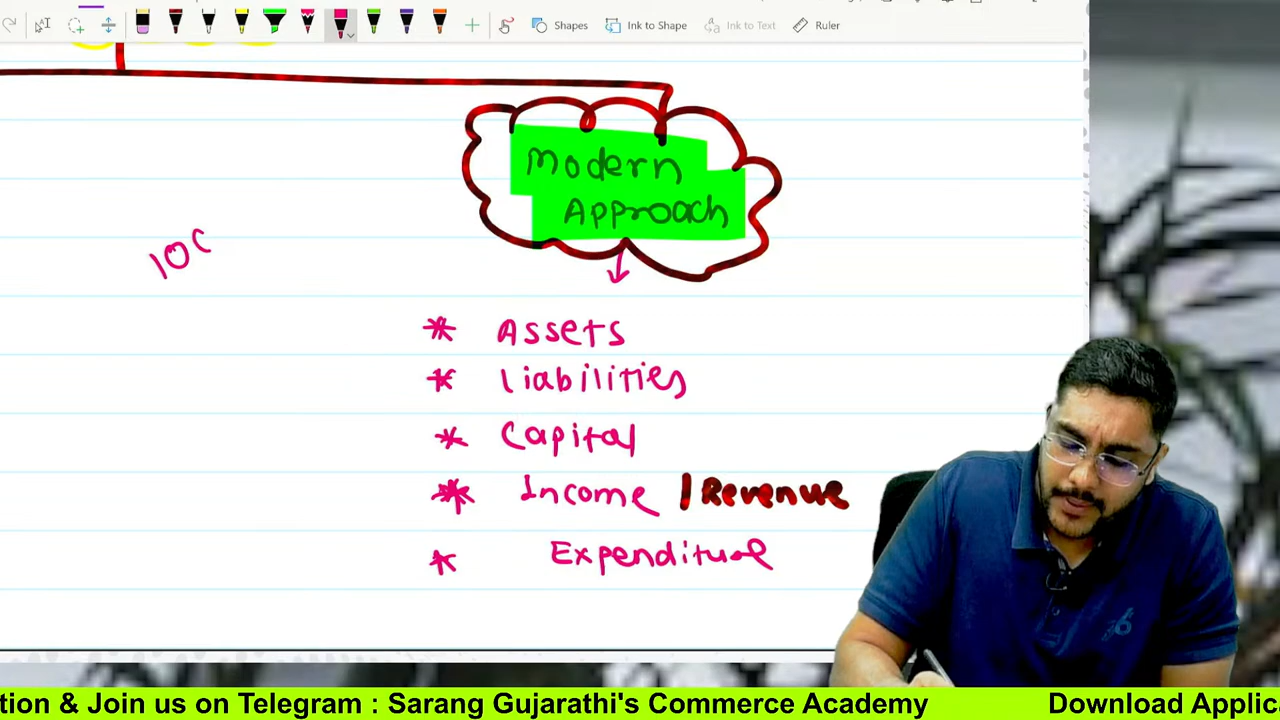 Shapes Ink to Shape Ink to Text Ruler
Modern
Approach
10C
* Assets
* liabilities
* Capital
* Income | Revenue
* Expenditure
tion & Join us on Telegram : Sarang Gujarathi's Commerce Academy Download Applic